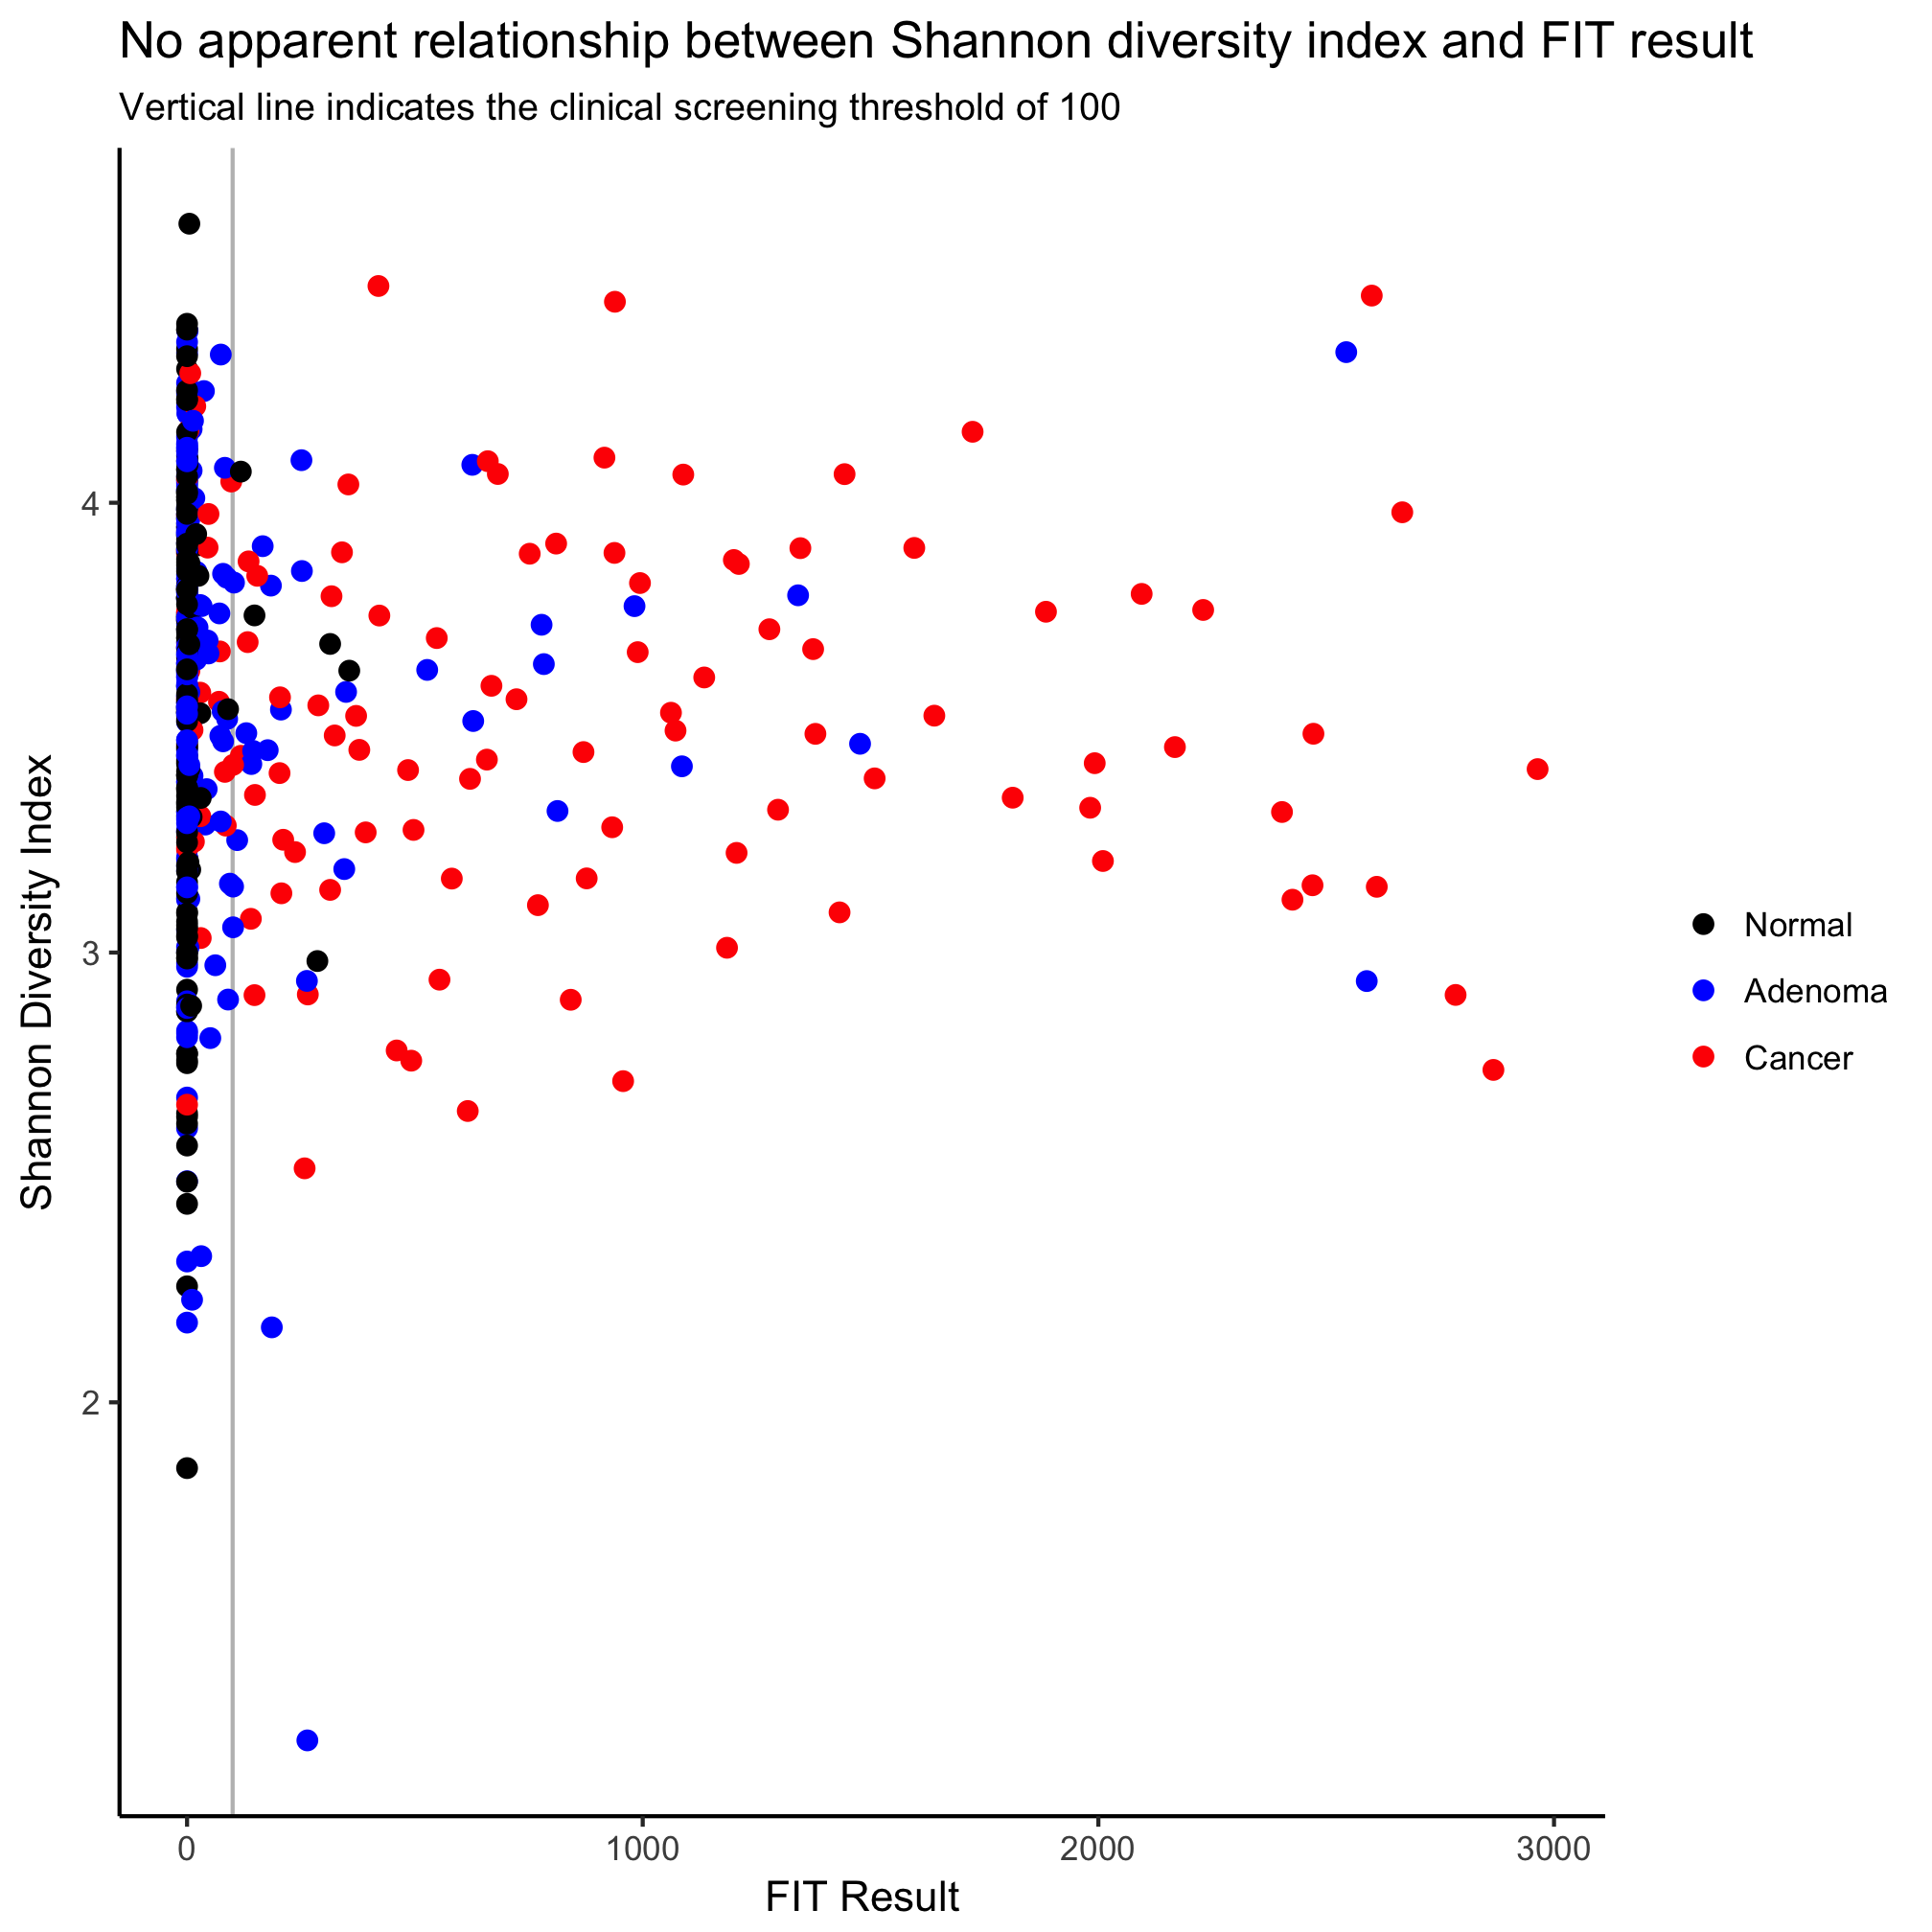 No apparent relationship between Shannon diversity index and FIT result
Vertical line indicates the clinical screening threshold of 100
Shannon Diversity Index
4
3
2
0
1000
2000
3000
FIT Result
Normal
Adenoma
Cancer